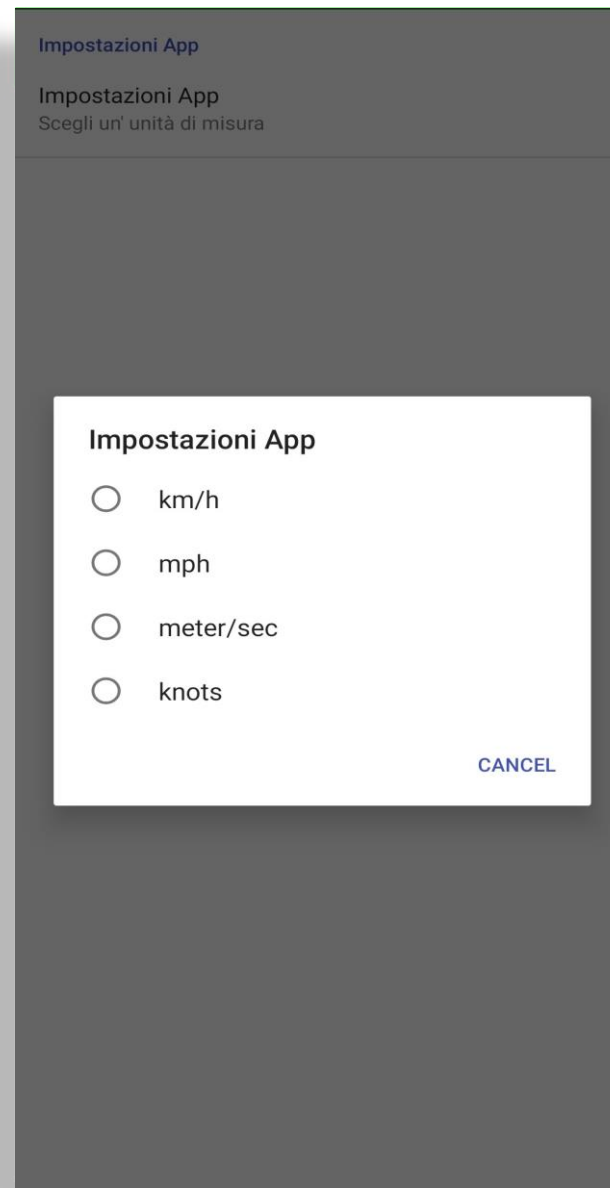 Impostazioni App
Impostazioni App
Scegli un' unità di misura
Impostazioni App
km/h
mph
meter/sec
knots
CANCEL